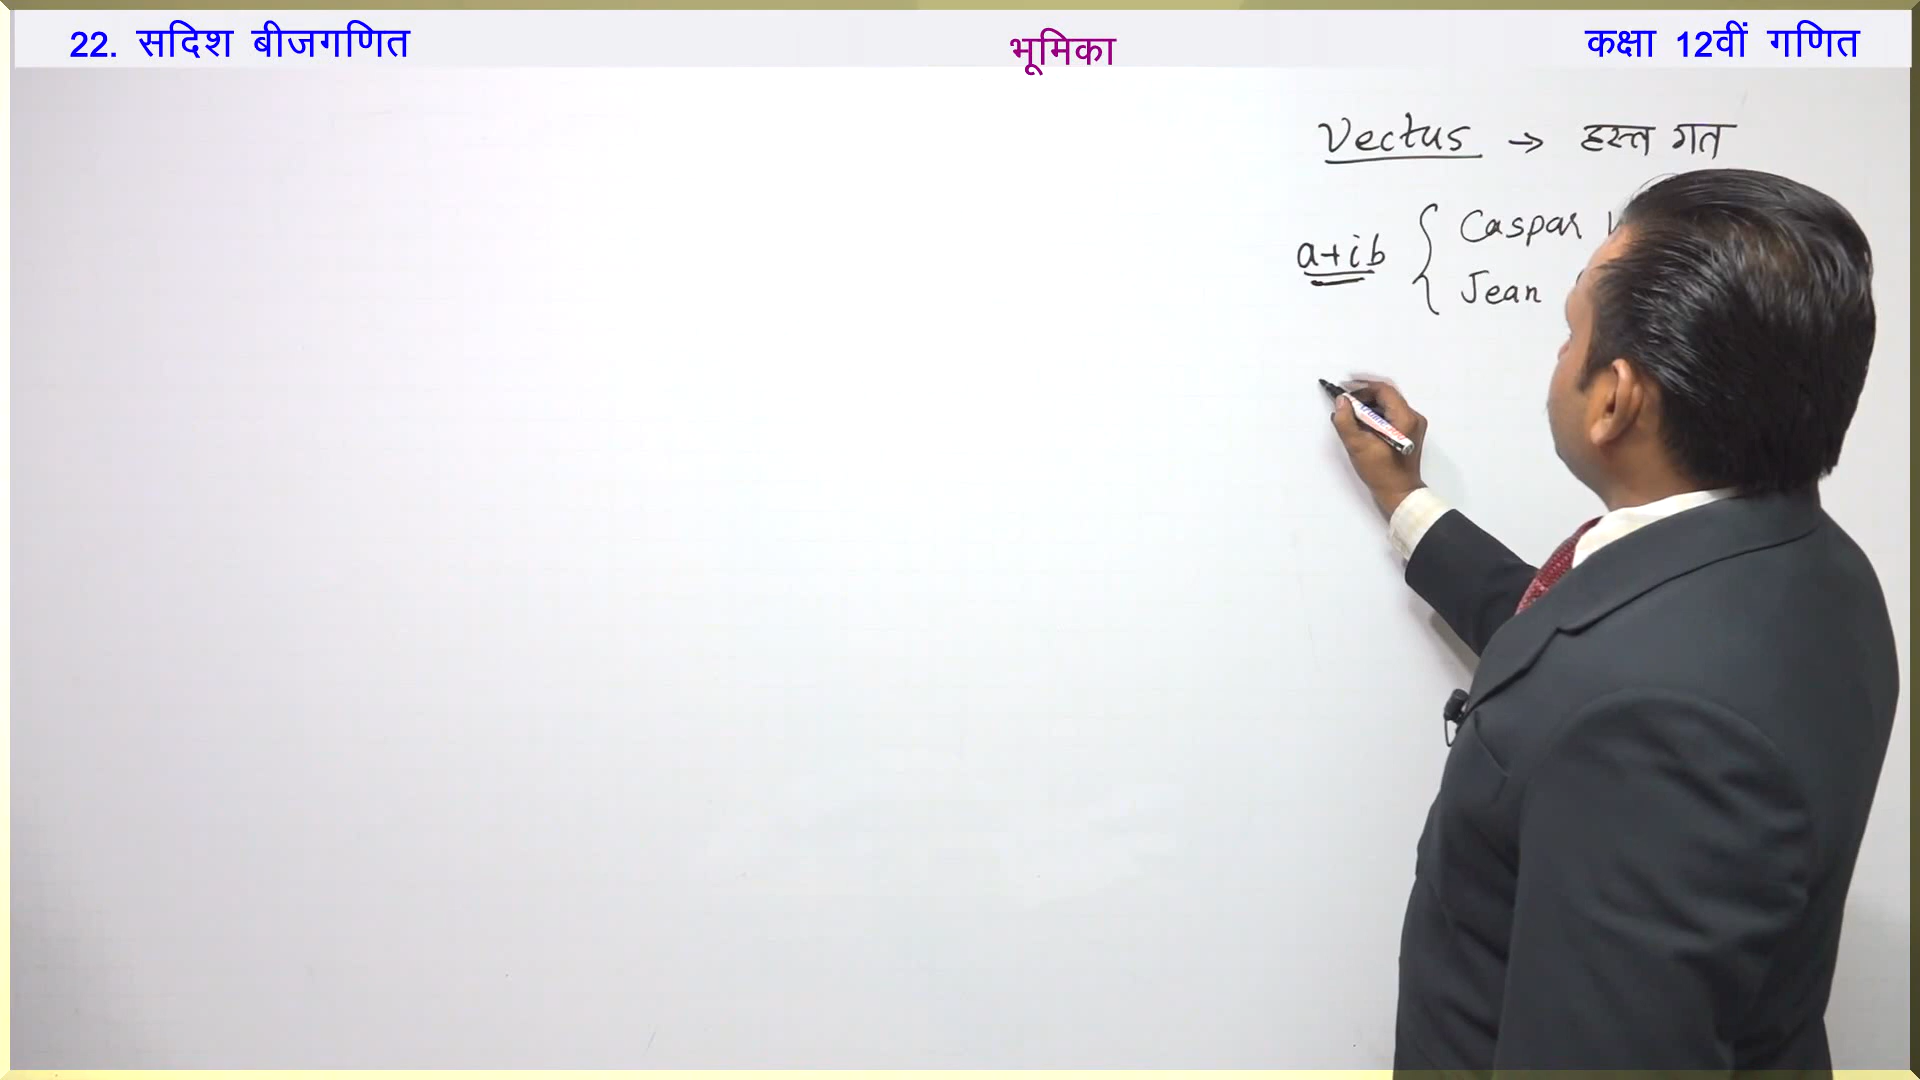 22. सदिश बीजगणित
भूमिका
कक्षा 12वीं गणित
Vectus → हस्त गत
a+ib { Caspar
Jean